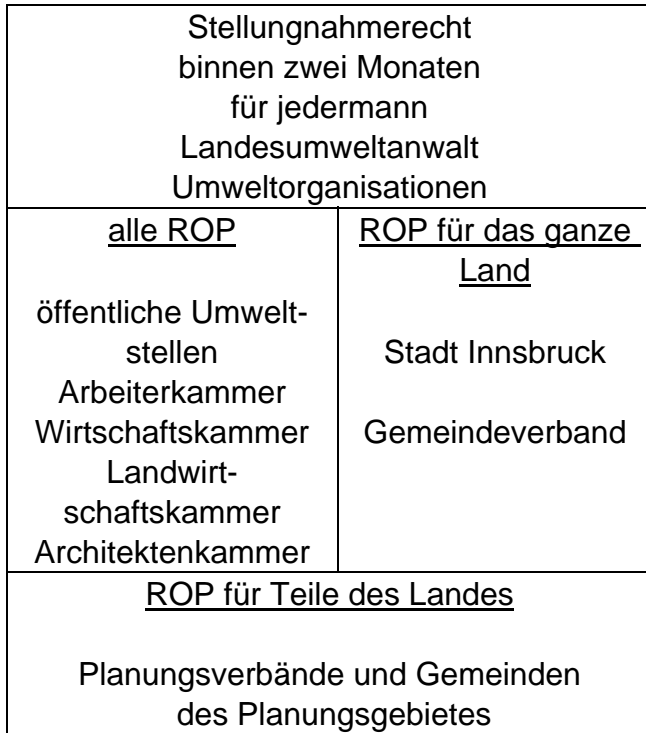 Stellungnahmerecht
binnen zwei Monaten
für jedermann
Landesumweltanwalt
Umweltorganisationen
alle ROP
öffentliche Umwelt-
stellen
Arbeiterkammer
Wirtschaftskammer
Landwirt-
schaftskammer
Architektenkammer
ROP für das ganze
Land
Stadt Innsbruck
Gemeindeverband
ROP für Teile des Landes
Planungsverbände und Gemeinden
des Planungsgebietes